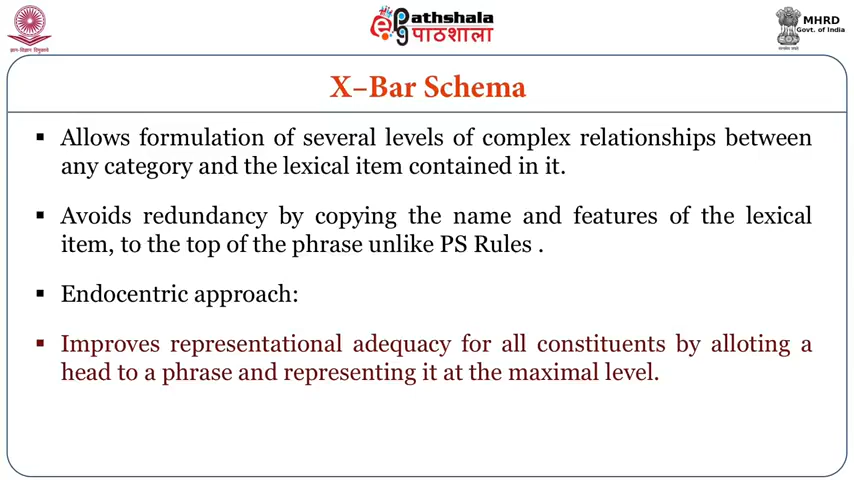 ePathshala
पाठशाला
MHRD
Govt. of India
X–Bar Schema
▪ Allows formulation of several levels of complex relationships between
any category and the lexical item contained in it.
▪ Avoids redundancy by copying the name and features of the lexical
item, to the top of the phrase unlike PS Rules .
▪ Endocentric approach:
▪ Improves representational adequacy for all constituents by alloting a
head to a phrase and representing it at the maximal level.